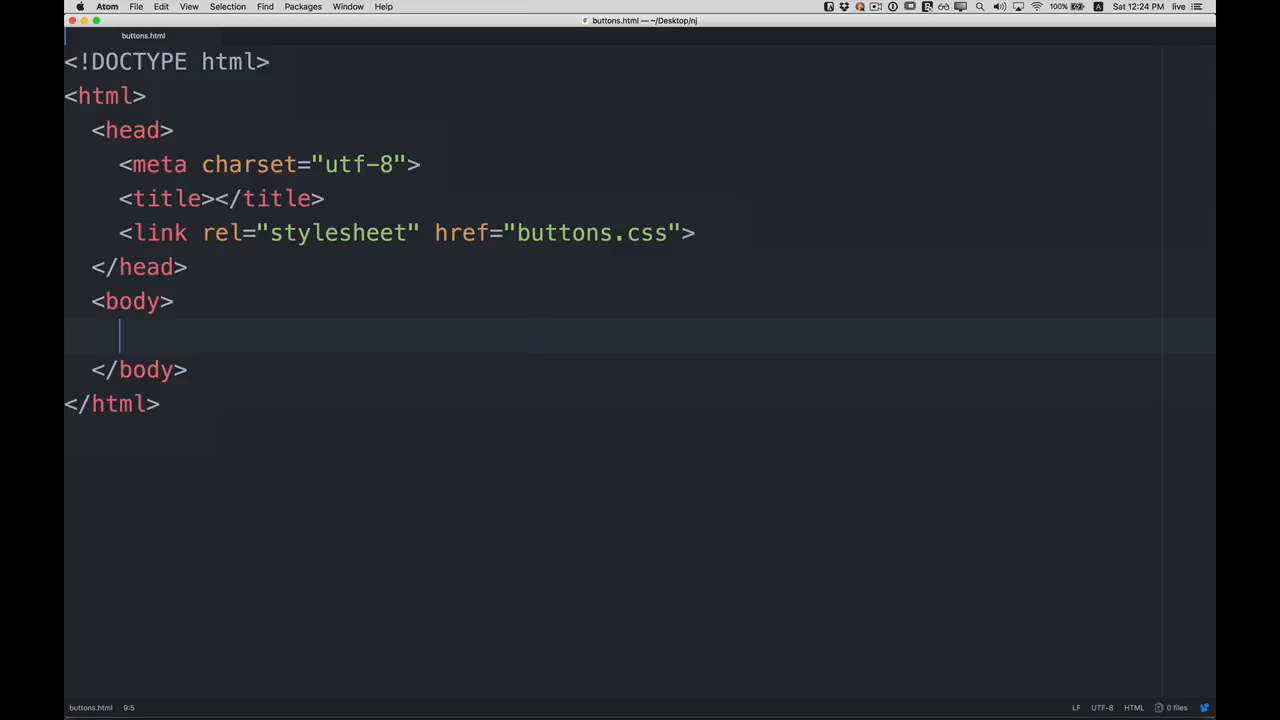 Atom File Edit View Selection Find Packages Window Help 100% Sat 12:24 PM live
buttons.html — ~/Desktop/nj
buttons.html
<!DOCTYPE html>
<html>
<head>
<meta charset="utf-8">
<title></title>
<link rel="stylesheet" href="buttons.css">
</head>
<body>
</body>
</html>
buttons.html 9:5 LF UTF-8 HTML 0 files